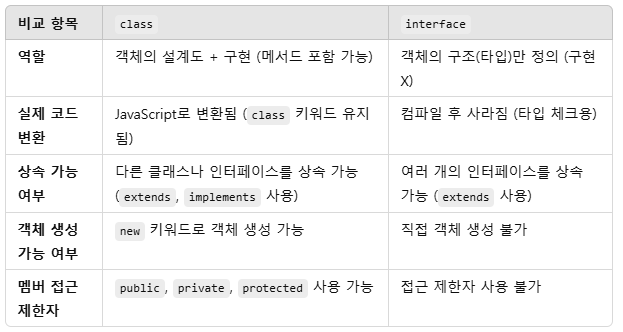 비교 항목 class interface
역할 객체의 설계도 + 구현 (메서드 포함 가능) 객체의 구조(타입)만 정의 (구현
X)
실제 코드 JavaScript로 변환됨 (class 키워드 유지 컴파일 후 사라짐 (타입 체크용)
변환 됨)
상속 가능 다른 클래스나 인터페이스를 상속 가능 여러 개의 인터페이스를 상속
여부 (extends, implements 사용) 가능 (extends 사용)
객체 생성 new 키워드로 객체 생성 가능 직접 객체 생성 불가
가능 여부
멤버 접근 public, private, protected 사용 가능 접근 제한자 사용 불가
제한자